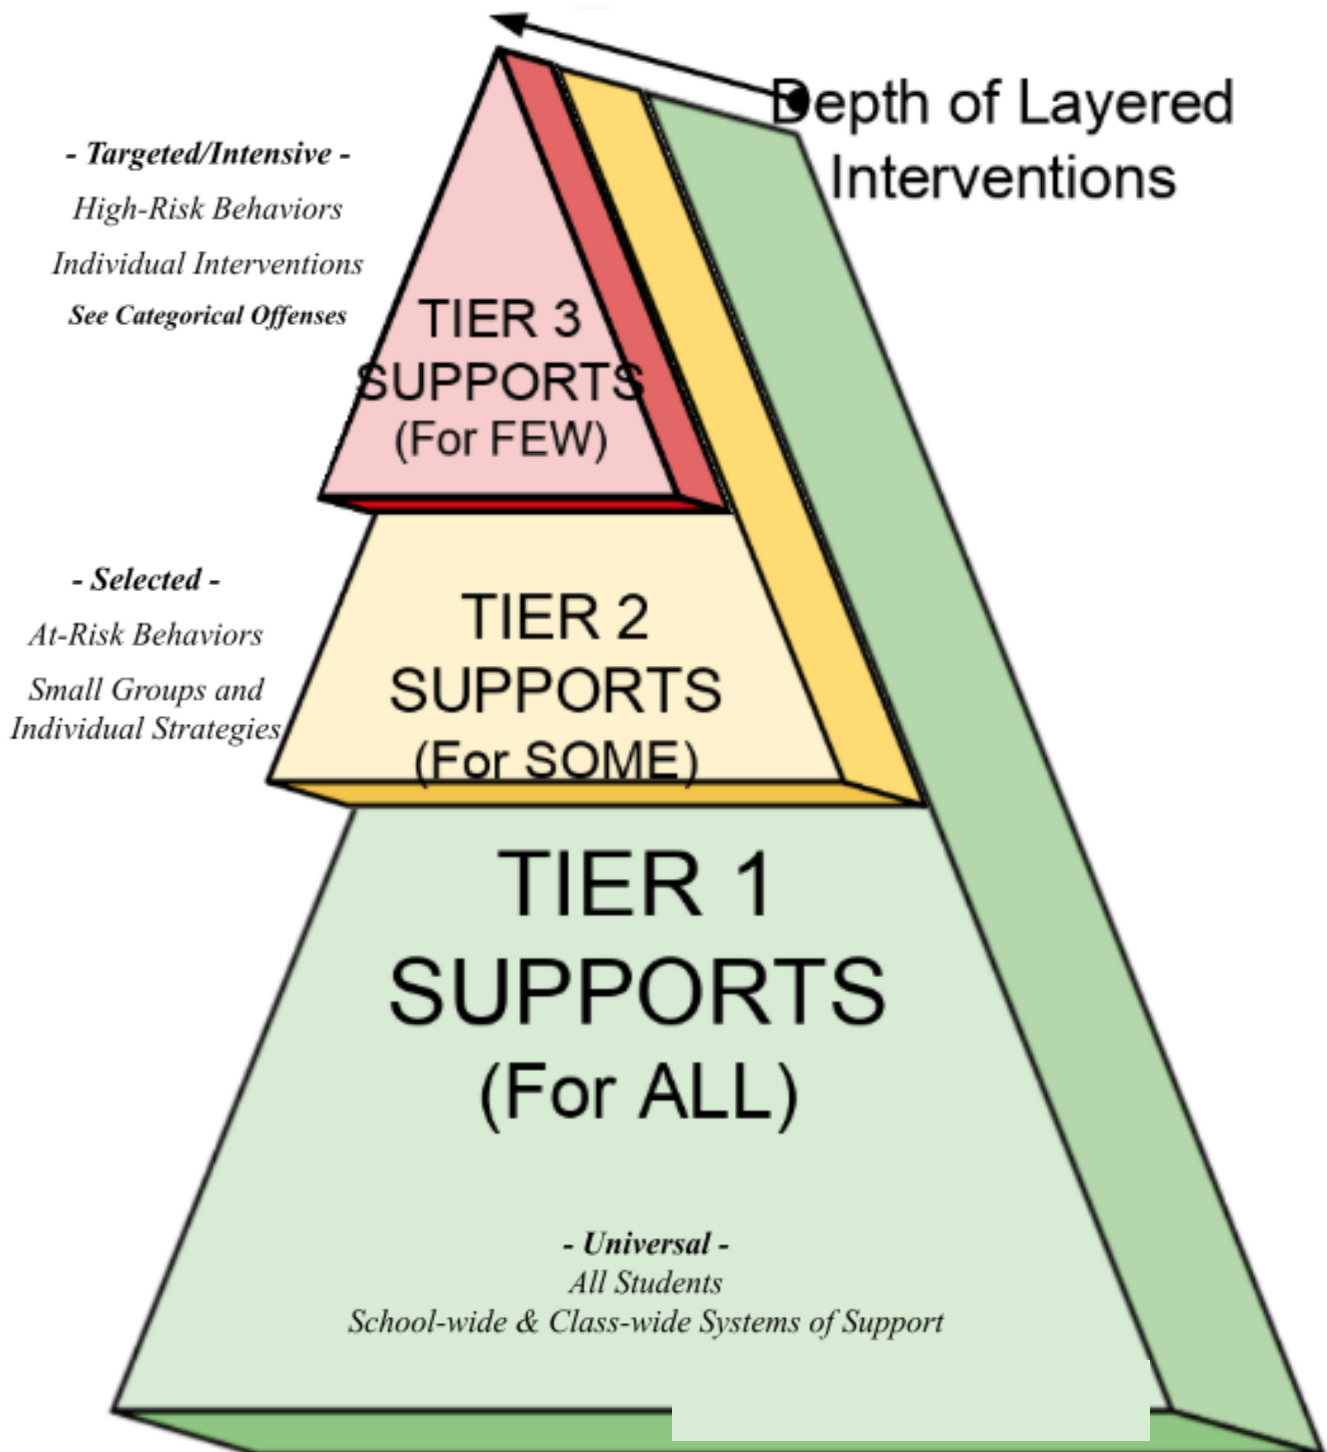 Depth of Layered
Interventions
- Targeted/Intensive -
High-Risk Behaviors
Individual Interventions
See Categorical Offenses
TIER 3
SUPPORTS
(For FEW)
- Selected -
At-Risk Behaviors
Small Groups and
Individual Strategies
TIER 2
SUPPORTS
(For SOME)
TIER 1
SUPPORTS
(For ALL)
- Universal -
All Students
School-wide & Class-wide Systems of Support